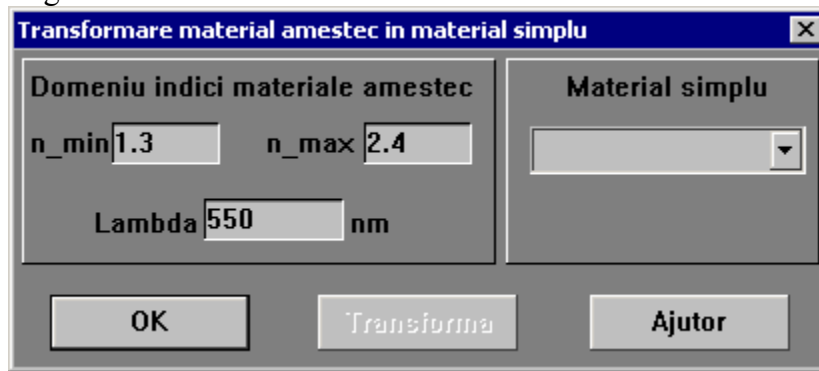 Transformare material amestec in material simplu
Domeniu indici materiale amestec
n_min 1.3 n_max 2.4
Lambda 550 nm
Material simplu
OK Transforma Ajutor